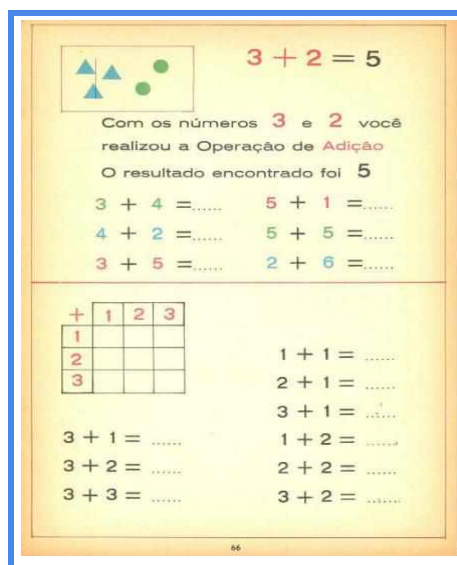 3 + 2 = 5
Com os números 3 e 2 você
realizou a Operação de Adição
O resultado encontrado foi 5
3 + 4 =......
5 + 1 =......
4 + 2 =......
5 + 5 =......
3 + 5 =......
2 + 6 =......
+ 1 2 3
1
2
3
1 + 1 = ......
2 + 1 = ......
3 + 1 = ......
3 + 1 = ......
1 + 2 = ......
3 + 2 = ......
2 + 2 = ......
3 + 3 = ......
3 + 2 = ......
66